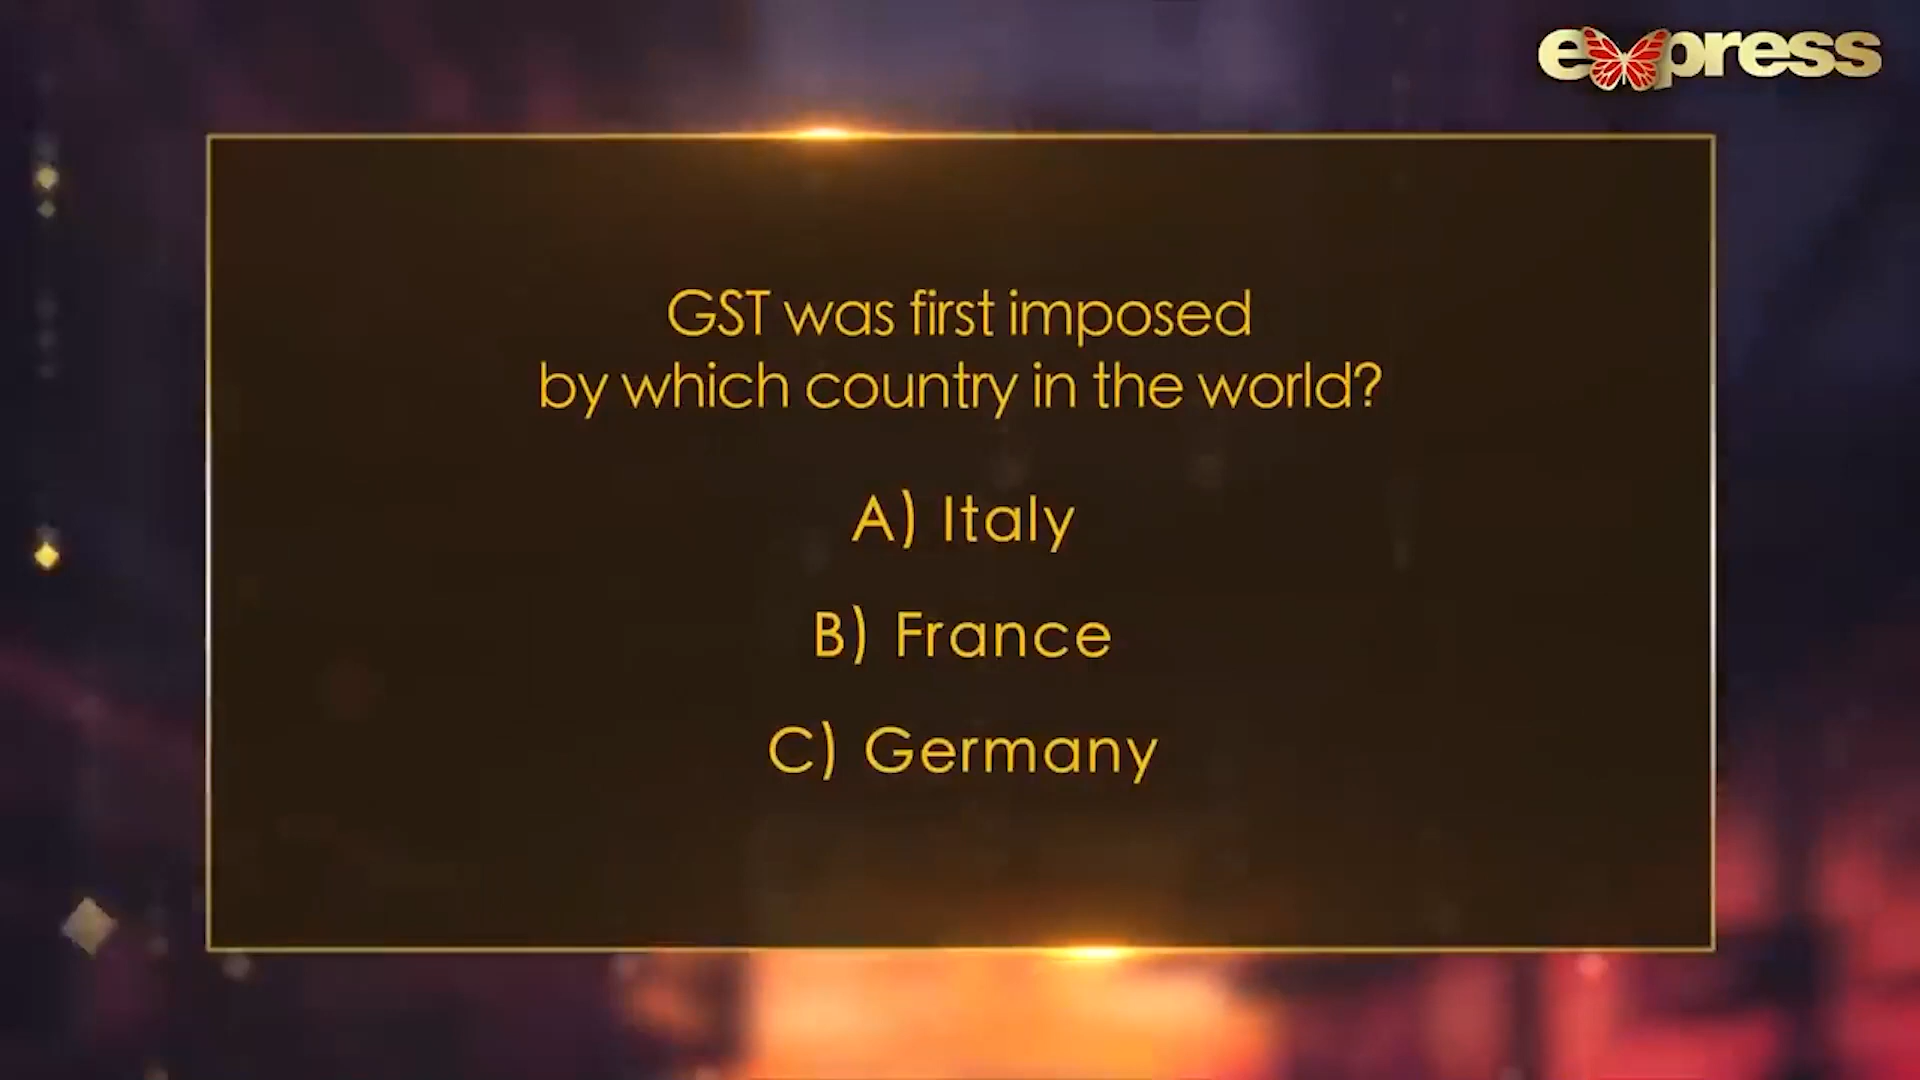 express
GST was first imposed
by which country in the world?
A) Italy
B) France
C) Germany